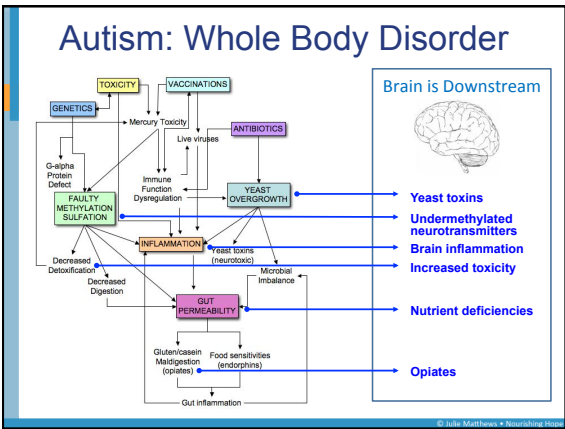 Autism: Whole Body Disorder
TOXICITY
VACCINATIONS
GENETICS
Mercury Toxicity
ANTIBIOTICS
Live viruses
G-alpha
Protein
Defect
Immune
Function
Dysregulation
FAULTY
METHYLATION
SULFATION
YEAST
OVERGROWTH
INFLAMMATION
Yeast toxins
(neurotoxic)
Decreased
Detoxification
Microbial
Imbalance
Decreased
Digestion
GUT
PERMEABILITY
Gluten/casein
Maldigestion
(opiates)
Food sensitivities
(endorphins)
Gut inflammation
Brain is Downstream
Yeast toxins
Undermethylated
neurotransmitters
Brain inflammation
Increased toxicity
Nutrient deficiencies
Opiates
© Julie Matthews • Nourishing Hope